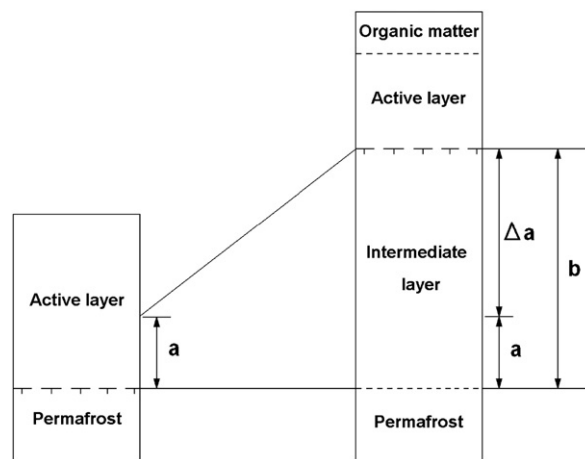 Organic matter
Active layer
Δa
Intermediate
layer
b
Active layer
a
a
Permafrost
Permafrost